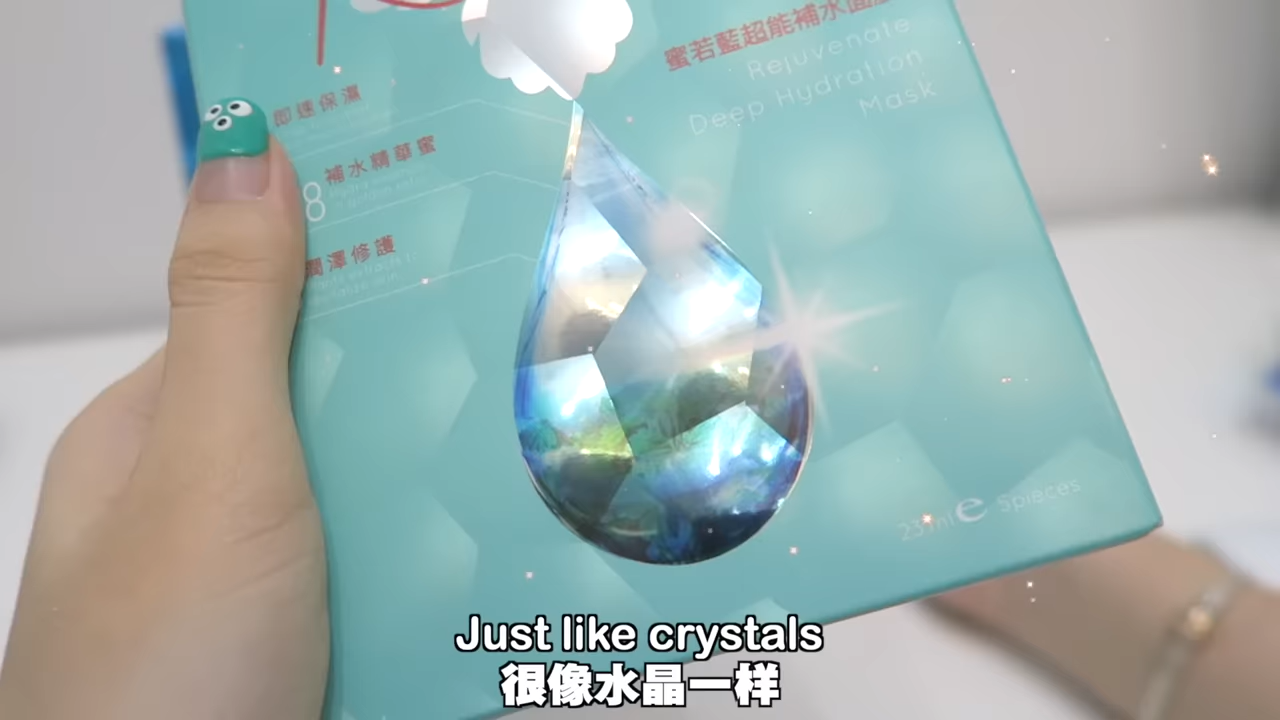 蜜若藍超能補水面膜
Rejuvenate
Deep Hydration
Mask
即速保濕
8
補水精華蜜
潤澤修護
23ml e 5pieces
Just like crystals
很像水晶一样